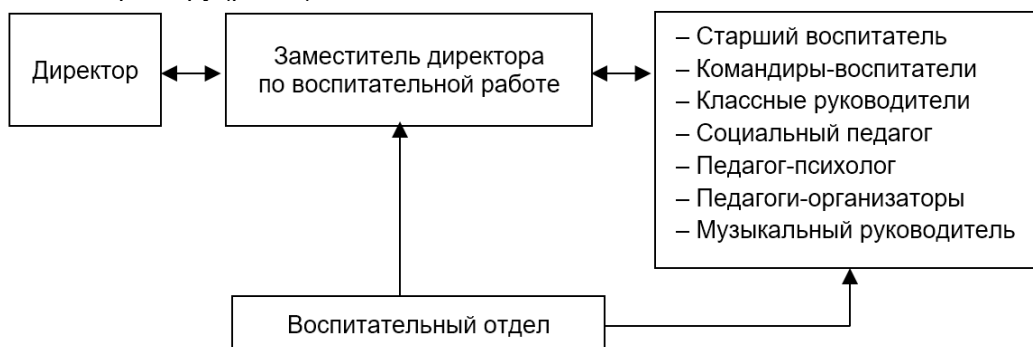 Директор
Заместитель директора
по воспитательной работе
– Старший воспитатель
– Командиры-воспитатели
– Классные руководители
– Социальный педагог
– Педагог-психолог
– Педагоги-организаторы
– Музыкальный руководитель
Воспитательный отдел